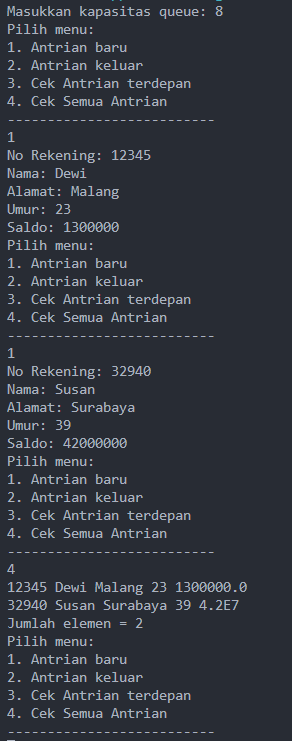 Masukkan kapasitas queue: 8
Pilih menu:
1. Antrian baru
2. Antrian keluar
3. Cek Antrian terdepan
4. Cek Semua Antrian
--------------------------
1
No Rekening: 12345
Nama: Dewi
Alamat: Malang
Umur: 23
Saldo: 1300000
Pilih menu:
1. Antrian baru
2. Antrian keluar
3. Cek Antrian terdepan
4. Cek Semua Antrian
--------------------------
1
No Rekening: 32940
Nama: Susan
Alamat: Surabaya
Umur: 39
Saldo: 42000000
Pilih menu:
1. Antrian baru
2. Antrian keluar
3. Cek Antrian terdepan
4. Cek Semua Antrian
--------------------------
4
12345 Dewi Malang 23 1300000.0
32940 Susan Surabaya 39 4.2E7
Jumlah elemen = 2
Pilih menu:
1. Antrian baru
2. Antrian keluar
3. Cek Antrian terdepan
4. Cek Semua Antrian
--------------------------